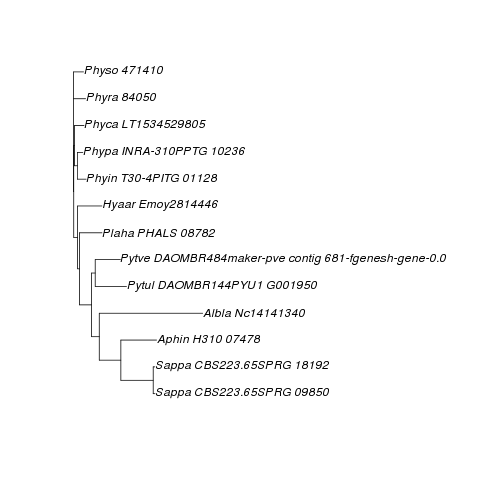 Physo 471410
Phyra 84050
Phyca LT1534529805
Phypa INRA-310PPTG 10236
Phyin T30-4PITG 01128
Hyaar Emoy2814446
Plaha PHALS 08782
Pytve DAOMBR484maker-pve contig 681-fgenesh-gene-0.0
Pytul DAOMBR144PYU1 G001950
Albla Nc14141340
Aphin H310 07478
Sappa CBS223.65SPRG 18192
Sappa CBS223.65SPRG 09850